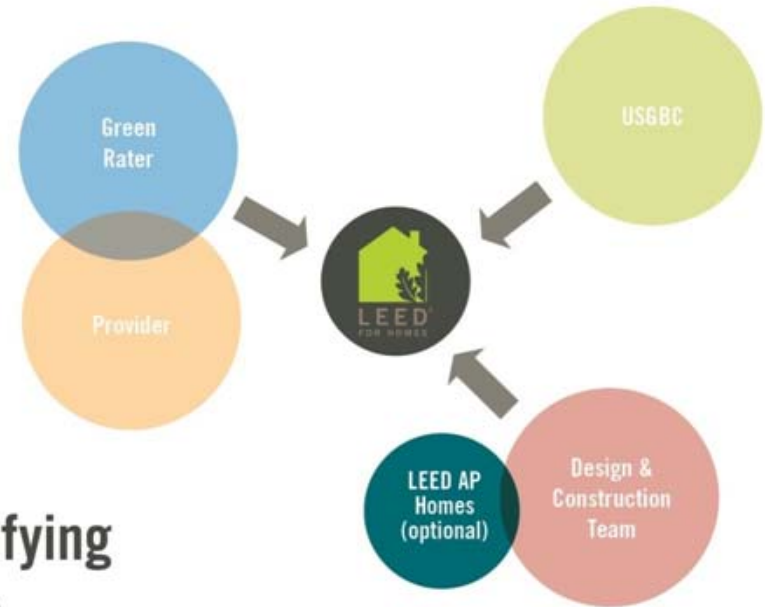 Green
Rater
USGBC
Provider
LEED®
FOR HOMES
LEED AP
Homes
(optional)
Design &
Construction
Team
fying